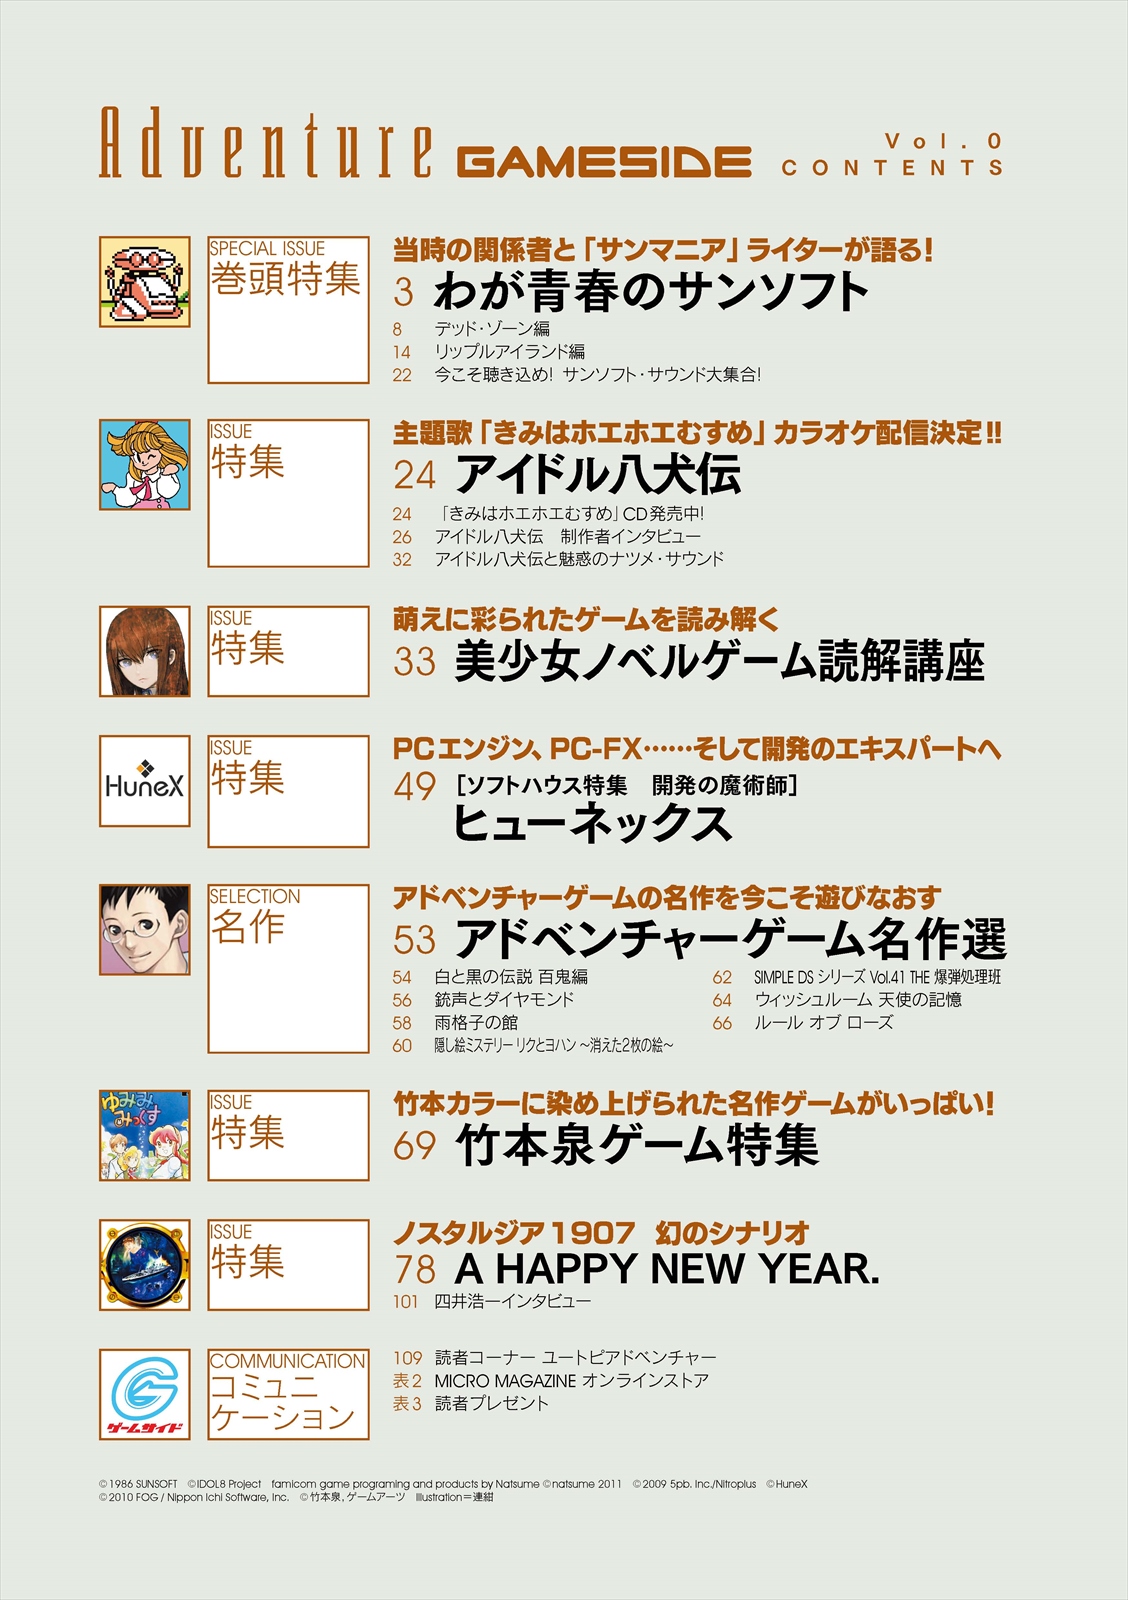 Adventure GAMESIDE
Vol.0
CONTENTS
SPECIAL ISSUE
巻頭特集
当時の関係者と「サンマニア」ライターが語る!
3 わが青春のサンソフト
8 デッド・ゾーン編
14 リップルアイランド編
22 今こそ聴き込め! サンソフト・サウンド大集合!
ISSUE
特集
主題歌「きみはホエホエむすめ」カラオケ配信決定!!
24 アイドル八犬伝
24 「きみはホエホエむすめ」CD発売中!
26 アイドル八犬伝 制作者インタビュー
32 アイドル八犬伝と魅惑のナツメ・サウンド
ISSUE
特集
萌えに彩られたゲームを読み解く
33 美少女ノベルゲーム読解講座
HuneX
ISSUE
特集
PCエンジン、PC-FX……そして開発のエキスパートへ
49 [ソフトハウス特集 開発の魔術師]
ヒューネックス
SELECTION
名作
アドベンチャーゲームの名作を今こそ遊びなおす
53 アドベンチャーゲーム名作選
54 白と黒の伝説 百鬼編
56 銃声とダイヤモンド
58 雨格子の館
60 隠し絵ミステリー リクとヨハン ～消えた2枚の絵～
62 SIMPLE DS シリーズ Vol.41 THE 爆弾処理班
64 ウィッシュルーム 天使の記憶
66 ルール オブ ローズ
ゆみみ
みっくす
ISSUE
特集
竹本カラーに染め上げられた名作ゲームがいっぱい!
69 竹本泉ゲーム特集
ISSUE
特集
ノスタルジア1907 幻のシナリオ
78 A HAPPY NEW YEAR.
101 四井浩一インタビュー
ゲームサイド
COMMUNICATION
コミュニ
ケーション
109 読者コーナー ユートピアドベンチャー
表2 MICRO MAGAZINE オンラインストア
表3 読者プレゼント
©1986 SUNSOFT ©IDOL8 Project famicom game programing and products by Natsume ©natsume 2011 ©2009 5pb. Inc./Nitroplus ©HuneX
©2010 FOG / Nippon Ichi Software, Inc. ©竹本泉,ゲームアーツ Illustration＝連紺